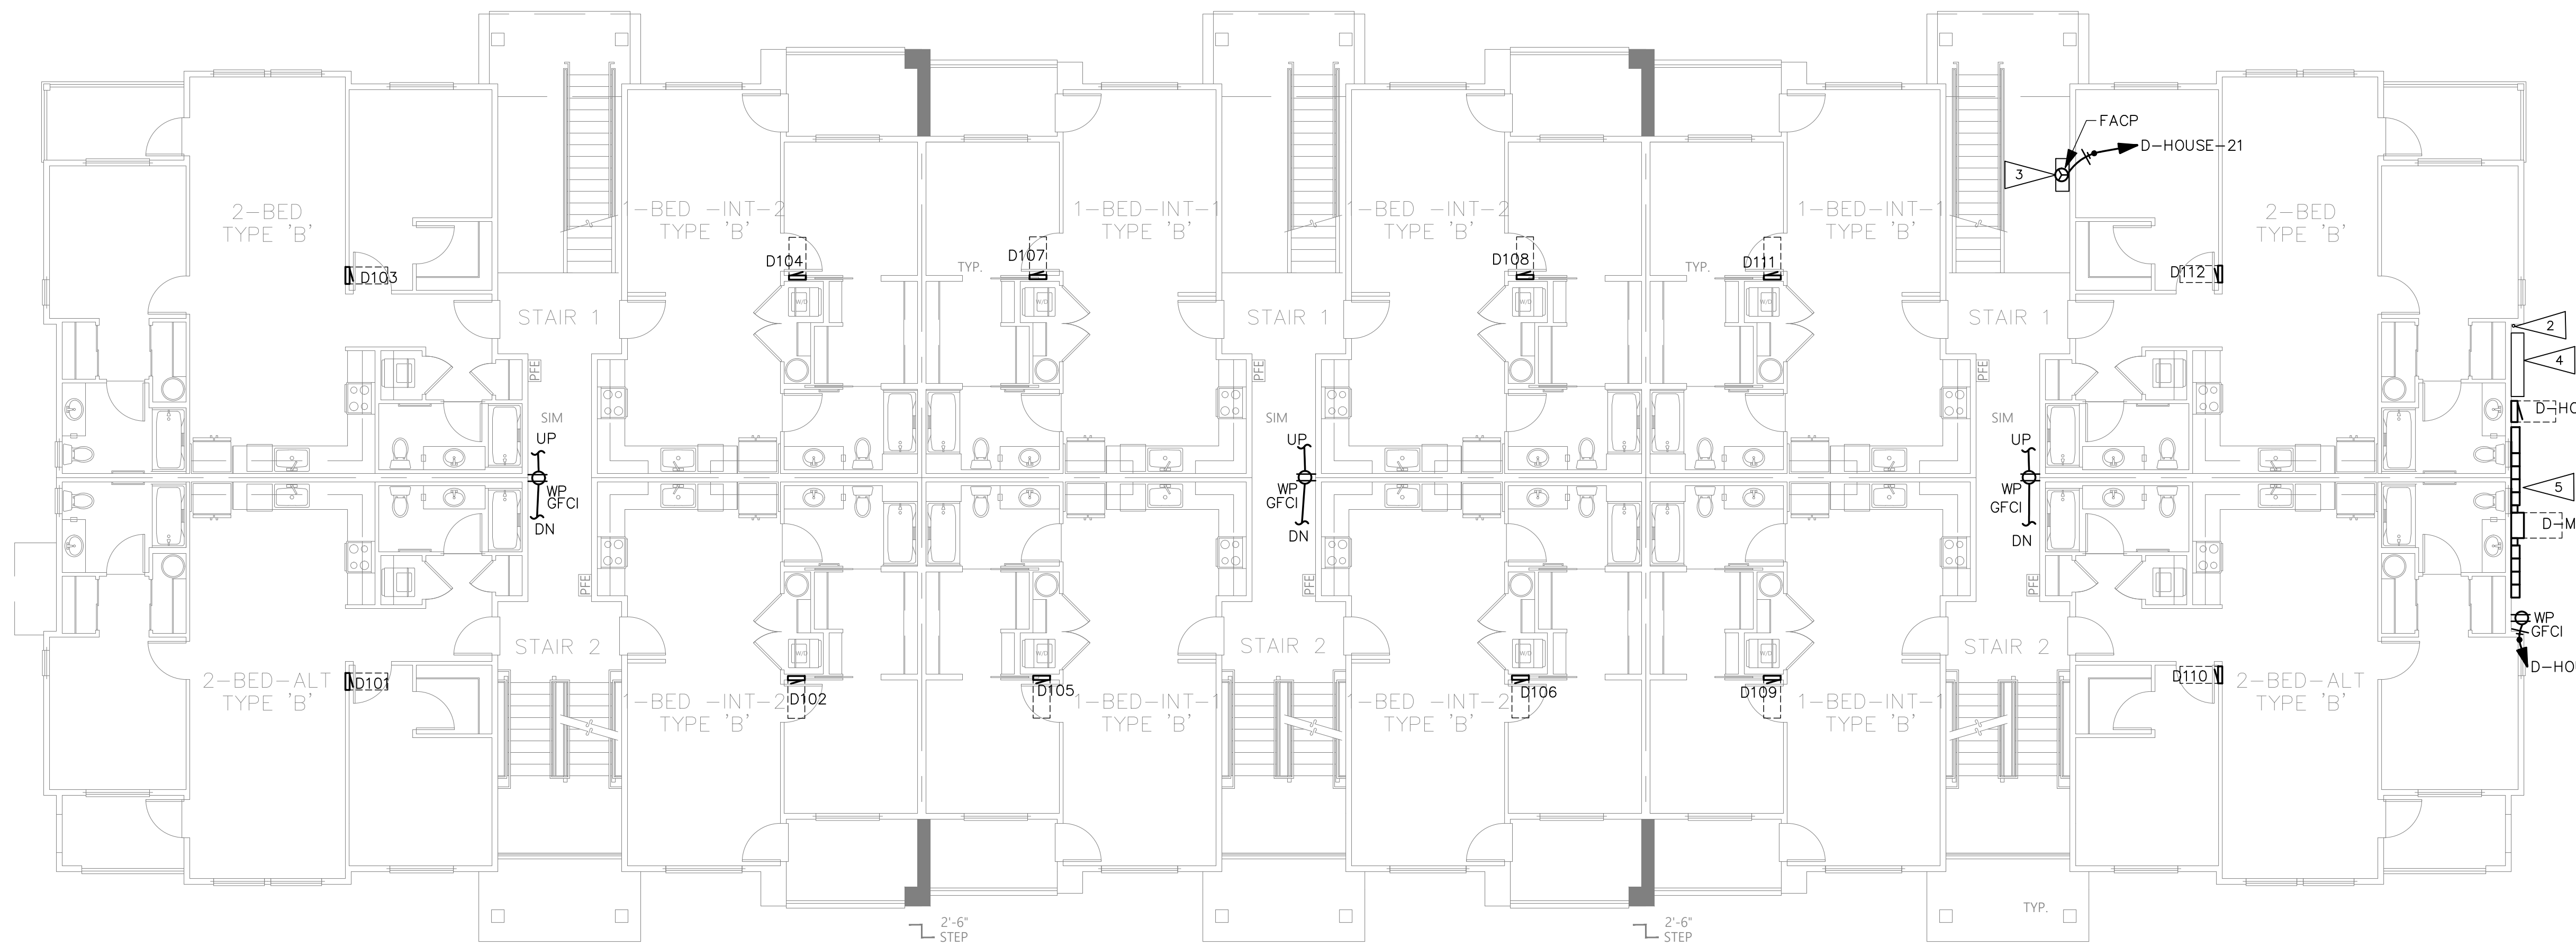 FACP
D-HOUSE-21
3
2-BED
TYPE 'B'
1-BED -INT-2
TYPE 'B'
1-BED-INT-1
TYPE 'B'
1-BED -INT-2
TYPE 'B'
1-BED-INT-1
TYPE 'B'
2-BED
TYPE 'B'
D103
D104
D107
TYP.
D108
D111
TYP.
D112
W/D
W/D
W/D
W/D
STAIR 1
STAIR 1
STAIR 1
2
4
PFE
PFE
PFE
SIM
SIM
SIM
D-HO
UP
WP
GFCI
DN
UP
WP
GFCI
DN
UP
WP
GFCI
DN
5
D-M
PFE
PFE
PFE
WP
GFCI
D-HOU
STAIR 2
STAIR 2
STAIR 2
W/D
W/D
W/D
W/D
2-BED-ALT
TYPE 'B'
D101
1-BED -INT-2
TYPE 'B'
D102
D105
1-BED-INT-1
TYPE 'B'
1-BED -INT-2
TYPE 'B'
D106
D109
1-BED-INT-1
TYPE 'B'
D110
2-BED-ALT
TYPE 'B'
2'-6"
STEP
2'-6"
STEP
TYP.